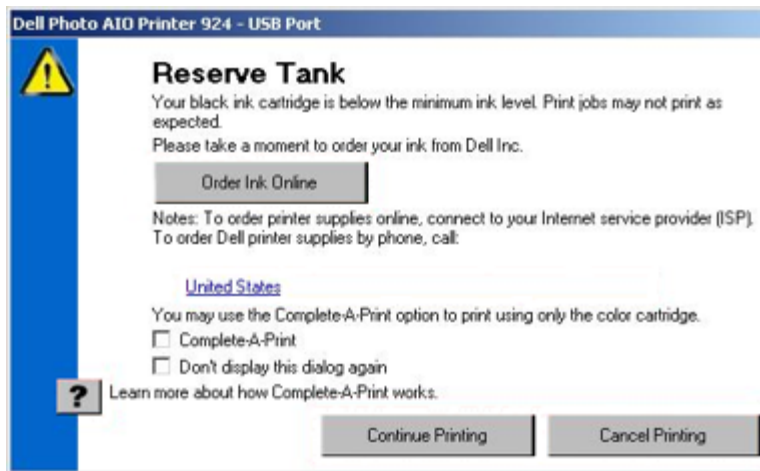 Dell Photo AIO Printer 924 - USB Port
Reserve Tank
Your black ink cartridge is below the minimum ink level. Print jobs may not print as
expected.
Please take a moment to order your ink from Dell Inc.
Order Ink Online
Notes: To order printer supplies online, connect to your Internet service provider (ISP).
To order Dell printer supplies by phone, call:
United States
You may use the Complete-A-Print option to print using only the color cartridge.
Complete-A-Print
Don't display this dialog again
? Learn more about how Complete-A-Print works.
Continue Printing
Cancel Printing